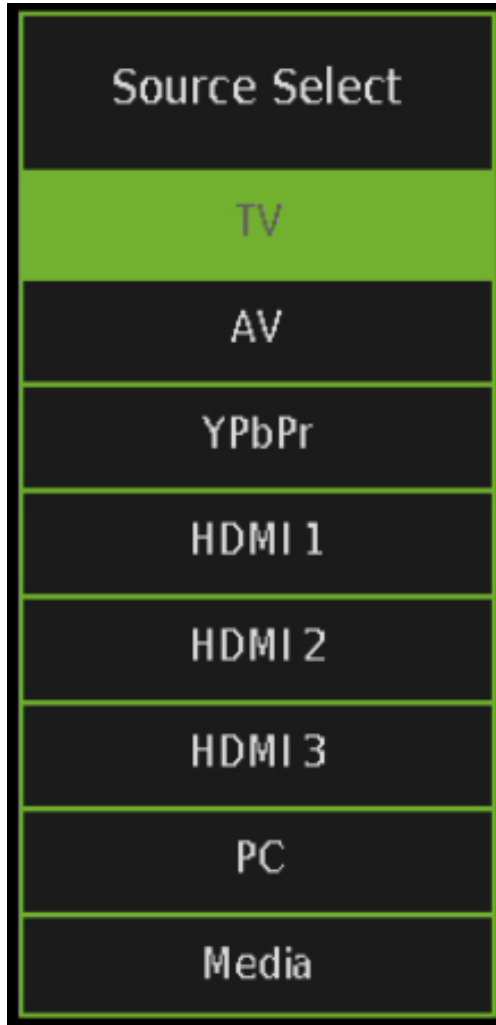 Source Select
TV
AV
YPbPr
HDMI 1
HDMI 2
HDMI 3
PC
Media